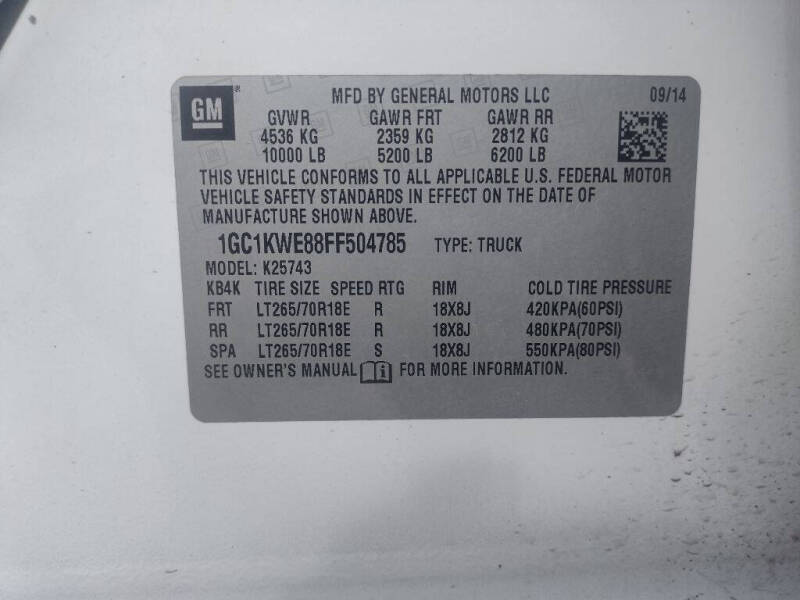 GM ® MFD BY GENERAL MOTORS LLC 09/14
GVWR GAWR FRT GAWR RR
4536 KG 2359 KG 2812 KG
10000 LB 5200 LB 6200 LB
THIS VEHICLE CONFORMS TO ALL APPLICABLE U.S. FEDERAL MOTOR
VEHICLE SAFETY STANDARDS IN EFFECT ON THE DATE OF
MANUFACTURE SHOWN ABOVE.
1GC1KWE88FF504785 TYPE: TRUCK
MODEL: K25743
KB4K TIRE SIZE SPEED RTG RIM COLD TIRE PRESSURE
FRT LT265/70R18E R 18X8J 420KPA(60PSI)
RR LT265/70R18E R 18X8J 480KPA(70PSI)
SPA LT265/70R18E S 18X8J 550KPA(80PSI)
SEE OWNER'S MANUAL FOR MORE INFORMATION.